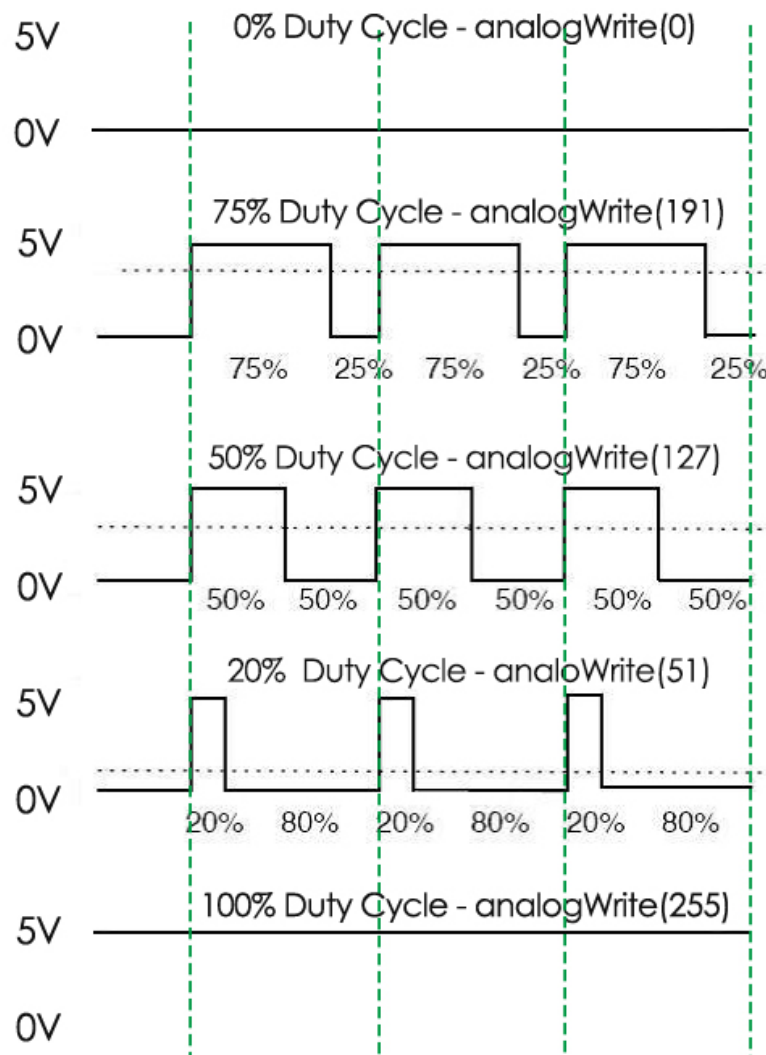 5V
0% Duty Cycle - analogWrite(0)
0V
75% Duty Cycle - analogWrite(191)
5V
0V
75% 25% 75% 25% 75% 25%
50% Duty Cycle - analogWrite(127)
5V
0V
50% 50% 50% 50% 50% 50%
20% Duty Cycle - analoWrite(51)
5V
0V
20% 80% 20% 80% 20% 80%
100% Duty Cycle - analogWrite(255)
5V
0V